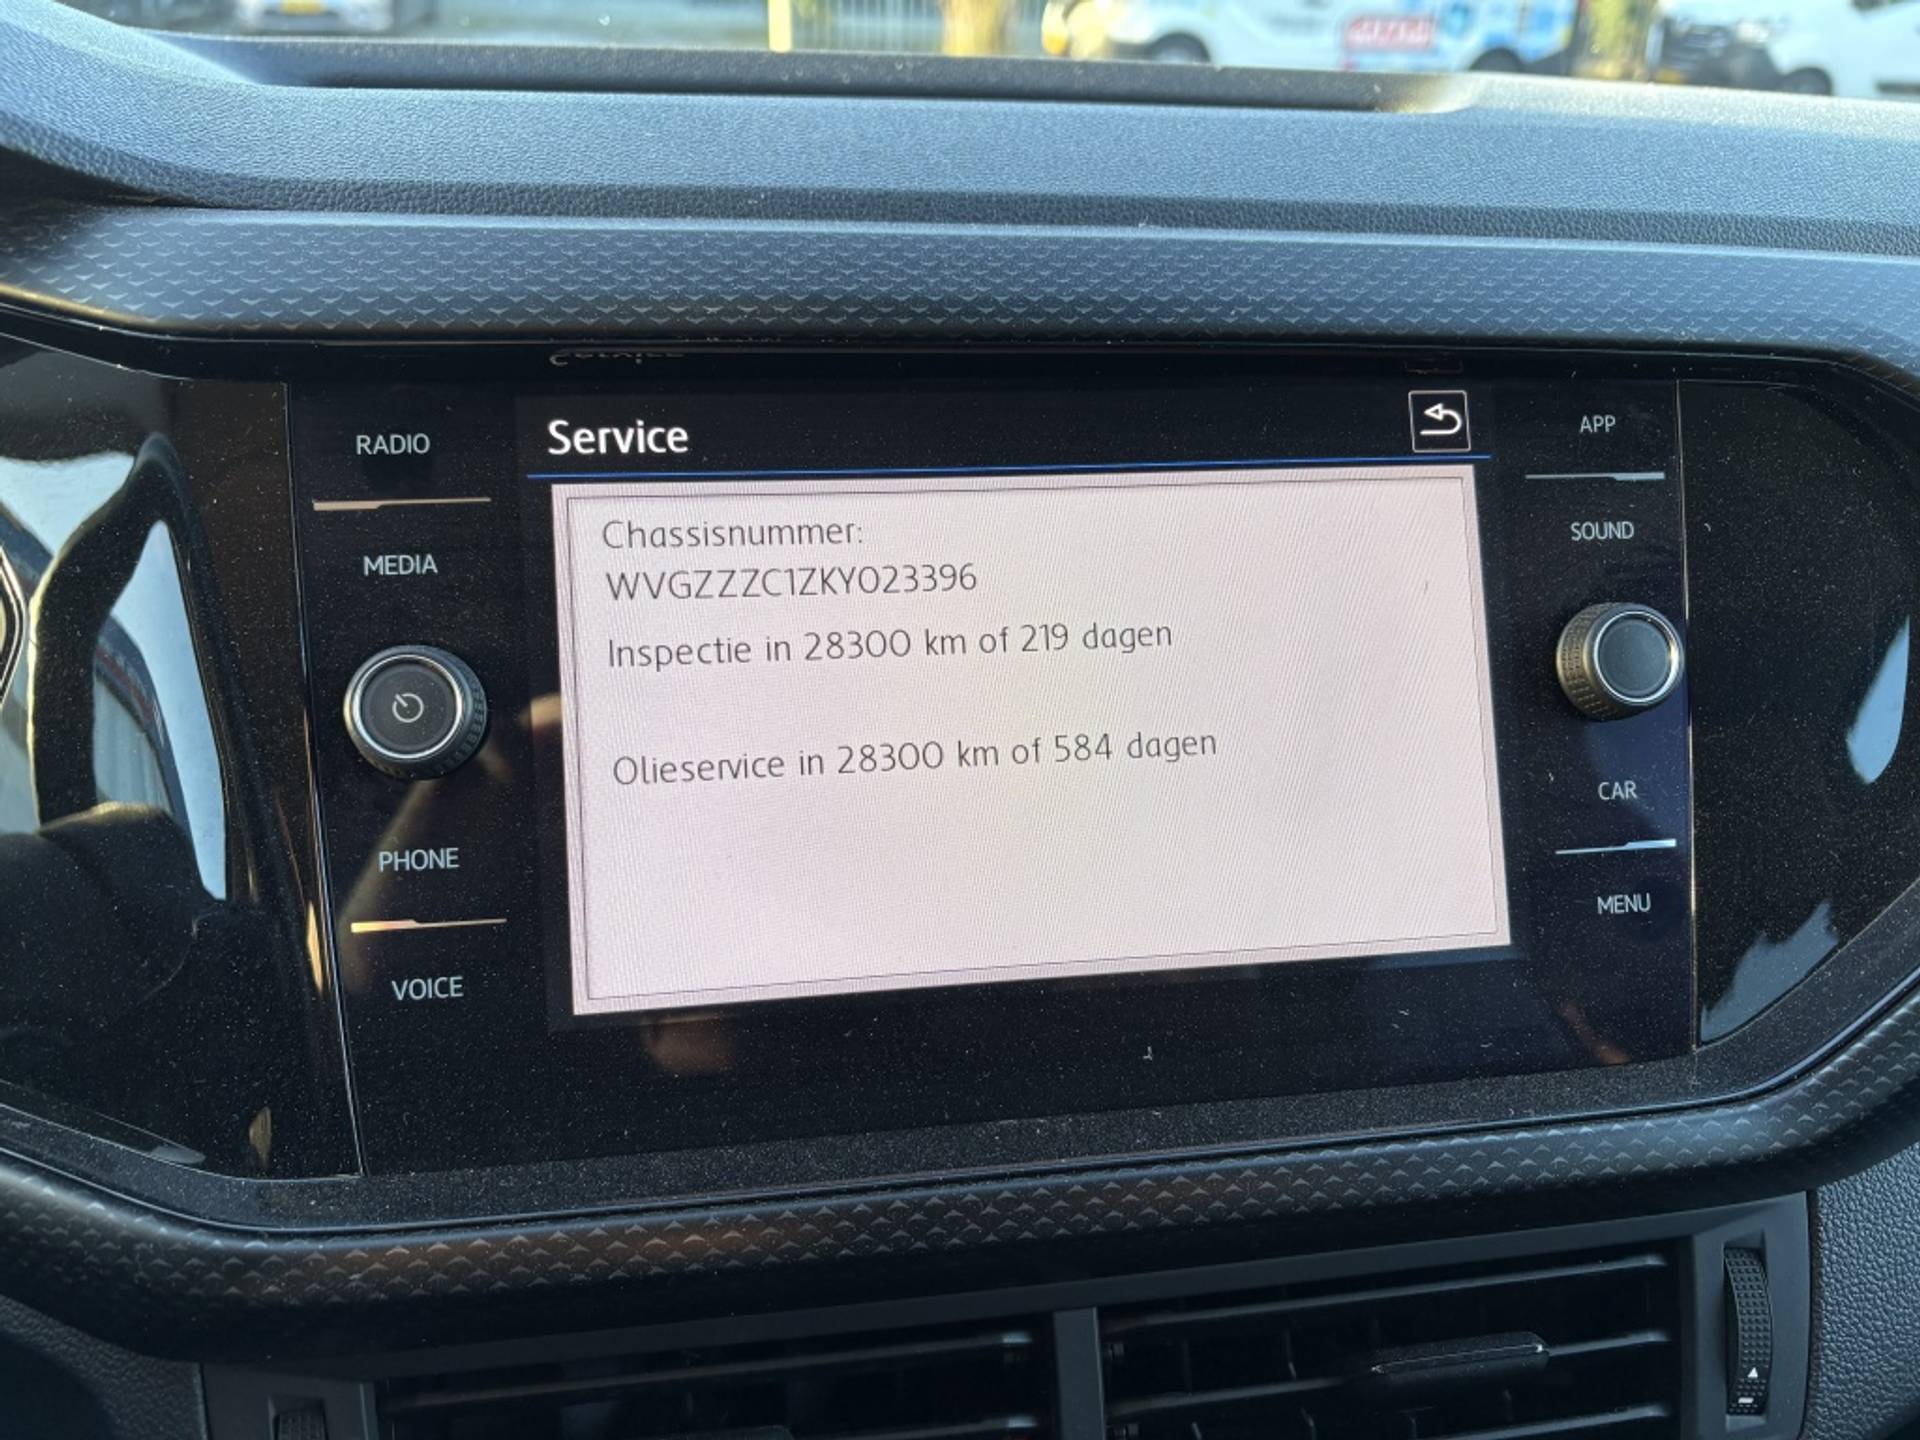 Service
RADIO
MEDIA
PHONE
VOICE
Chassisnummer:
WVGZZZC1ZKY023396
Inspectie in 28300 km of 219 dagen
Olieservice in 28300 km of 584 dagen
APP
SOUND
CAR
MENU